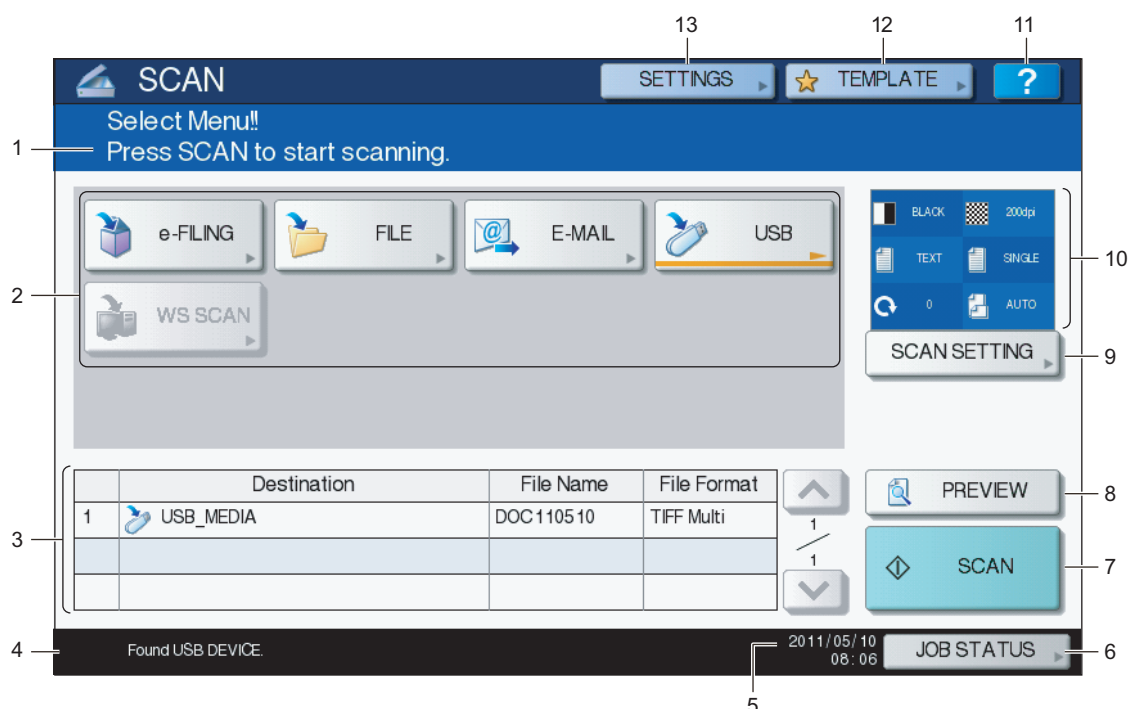 13
12
11
SCAN
SETTINGS
TEMPLATE
?
Select Menu!!
1
Press SCAN to start scanning.
e-FILING
FILE
E-MAIL
USB
BLACK
200dpi
TEXT
SINGLE
10
2
WS SCAN
0
AUTO
SCAN SETTING
9
Destination
File Name
File Format
PREVIEW
8
1
USB_MEDIA
DOC110510
TIFF Multi
1
3
1
SCAN
7
4
Found USB DEVICE.
2011/05/10
08:06
JOB STATUS
6
5